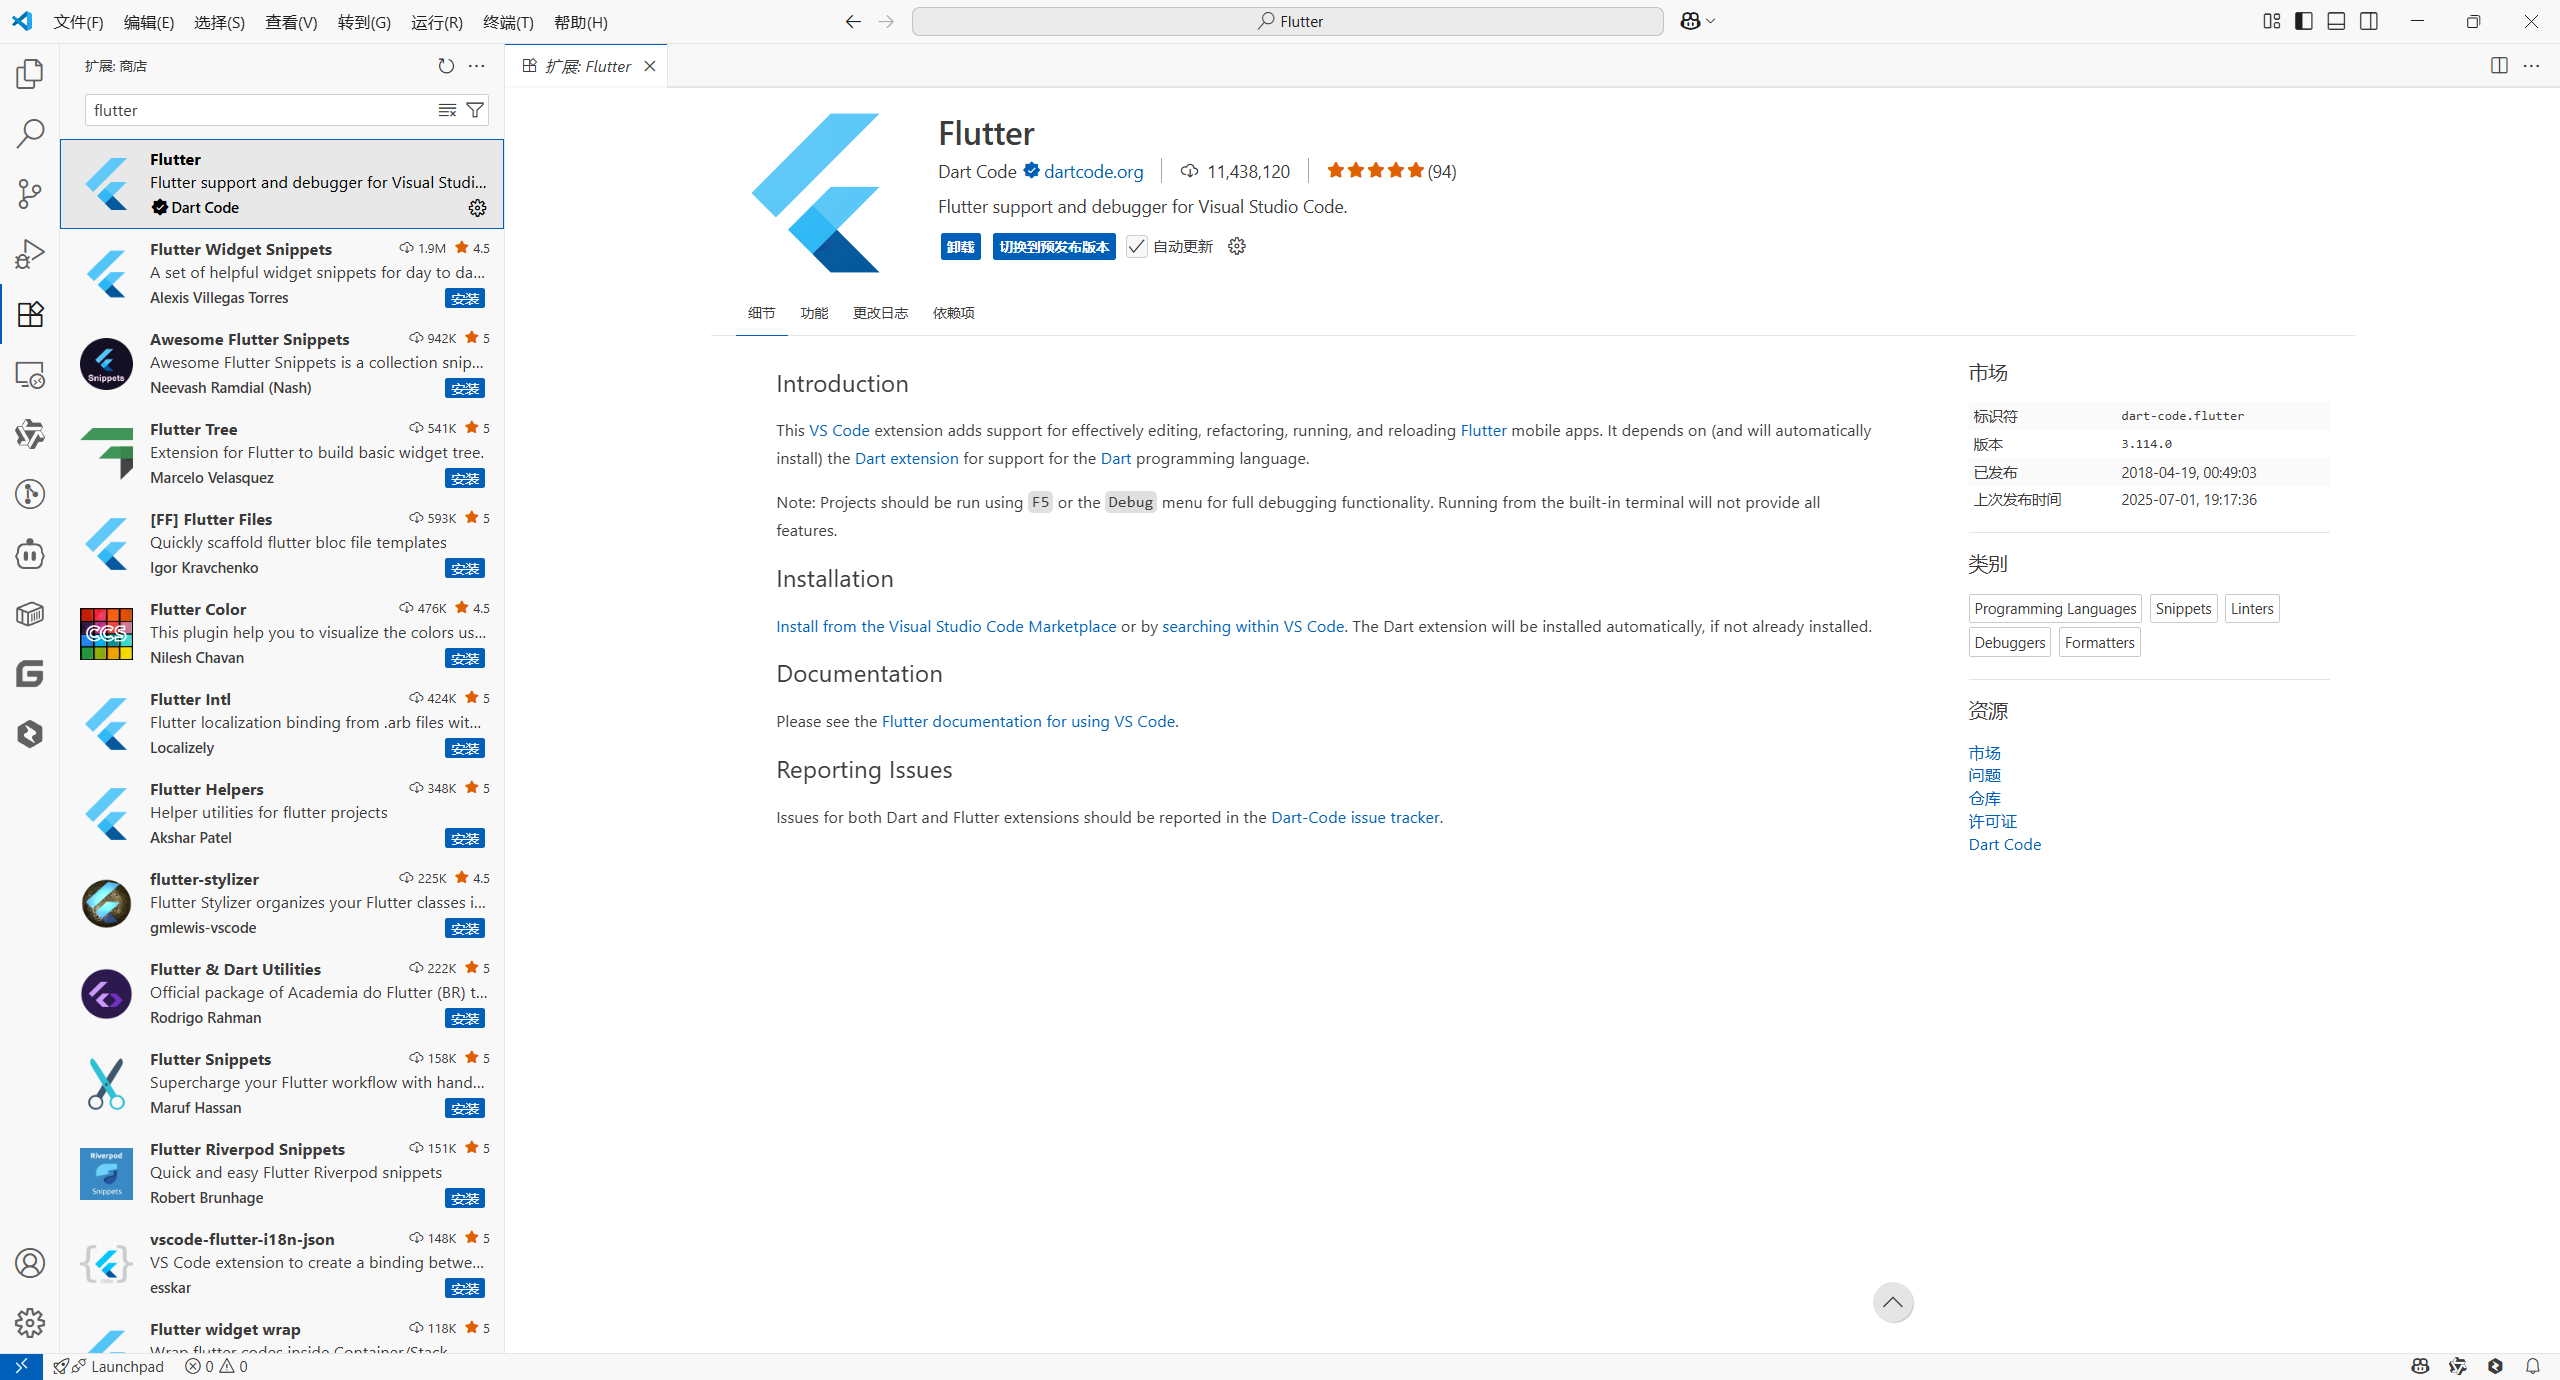 文件(F) 编辑(E) 选择(S) 查看(V) 转到(G) 运行(R) 终端(T) 帮助(H)
Flutter
扩展: 商店
flutter
Flutter
Flutter support and debugger for Visual Studi...
Dart Code
Flutter Widget Snippets 1.9M 4.5
A set of helpful widget snippets for day to da...
Alexis Villegas Torres 安装
Awesome Flutter Snippets 942K 5
Awesome Flutter Snippets is a collection snip...
Neevash Ramdial (Nash) 安装
Snippets
Flutter Tree 541K 5
Extension for Flutter to build basic widget tree.
Marcelo Velasquez 安装
[FF] Flutter Files 593K 5
Quickly scaffold flutter bloc file templates
Igor Kravchenko 安装
Flutter Color 476K 4.5
This plugin help you to visualize the colors us...
Nilesh Chavan 安装
CCS
Flutter Intl 424K 5
Flutter localization binding from .arb files wit...
Localizely 安装
Flutter Helpers 348K 5
Helper utilities for flutter projects
Akshar Patel 安装
flutter-stylizer 225K 4.5
Flutter Stylizer organizes your Flutter classes i...
gmlewis-vscode 安装
Flutter & Dart Utilities 222K 5
Official package of Academia do Flutter (BR) t...
Rodrigo Rahman 安装
Flutter Snippets 158K 5
Supercharge your Flutter workflow with hand...
Maruf Hassan 安装
Flutter Riverpod Snippets 151K 5
Quick and easy Flutter Riverpod snippets
Robert Brunhage 安装
Riverpod
Snippets
vscode-flutter-i18n-json 148K 5
VS Code extension to create a binding betwe...
esskar 安装
Flutter widget wrap 118K 5
Wrap flutter codes inside Container/Stack
扩展: Flutter
Flutter
Dart Code dartcode.org 11,438,120 (94)
Flutter support and debugger for Visual Studio Code.
卸载 切换到预发布版本 自动更新
细节 功能 更改日志 依赖项
Introduction
This VS Code extension adds support for effectively editing, refactoring, running, and reloading Flutter mobile apps. It depends on (and will automatically
install) the Dart extension for support for the Dart programming language.
Note: Projects should be run using F5 or the Debug menu for full debugging functionality. Running from the built-in terminal will not provide all
features.
Installation
Install from the Visual Studio Code Marketplace or by searching within VS Code. The Dart extension will be installed automatically, if not already installed.
Documentation
Please see the Flutter documentation for using VS Code.
Reporting Issues
Issues for both Dart and Flutter extensions should be reported in the Dart-Code issue tracker.
市场
标识符 dart-code.flutter
版本 3.114.0
已发布 2018-04-19, 00:49:03
上次发布时间 2025-07-01, 19:17:36
类别
Programming Languages Snippets Linters
Debuggers Formatters
资源
市场
问题
仓库
许可证
Dart Code
Launchpad 0 0